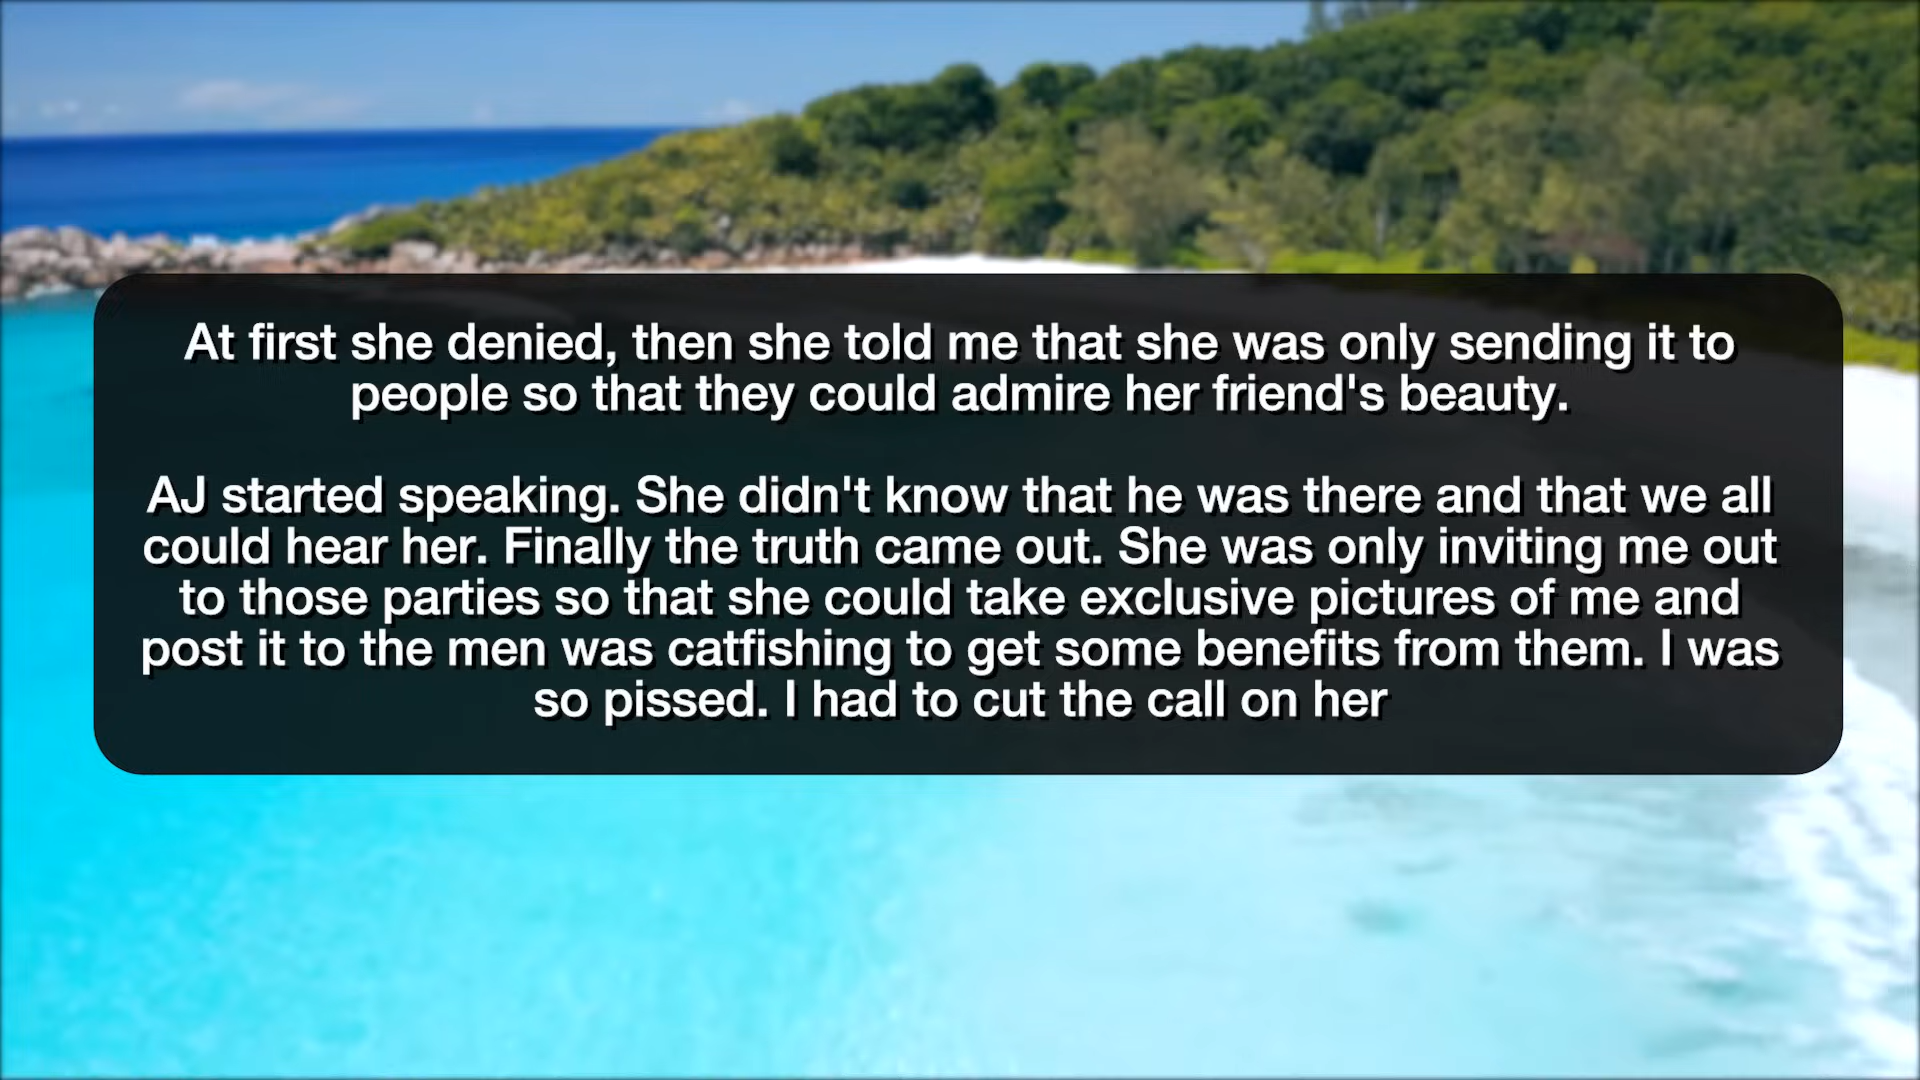 At first she denied, then she told me that she was only sending it to
people so that they could admire her friend's beauty.
AJ started speaking. She didn't know that he was there and that we all
could hear her. Finally the truth came out. She was only inviting me out
to those parties so that she could take exclusive pictures of me and
post it to the men was catfishing to get some benefits from them. I was
so pissed. I had to cut the call on her